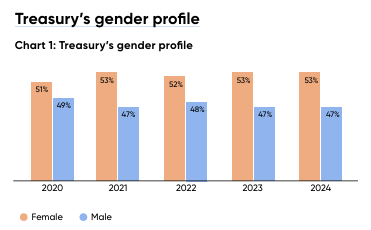 Treasury's gender profile
Chart 1: Treasury's gender profile
51% 49% 53% 47% 52% 48% 53% 47% 53% 47%
2020 2021 2022 2023 2024
Female Male